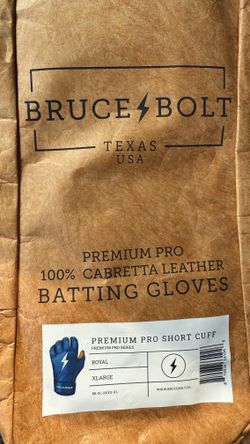 BRUCE BOLT
TEXAS
USA
PREMIUM PRO
100% CABRETTA LEATHER
BATTING GLOVES
PREMIUM PRO SHORT CUFF
PREMIUM PRO SERIES
ROYAL
XLARGE